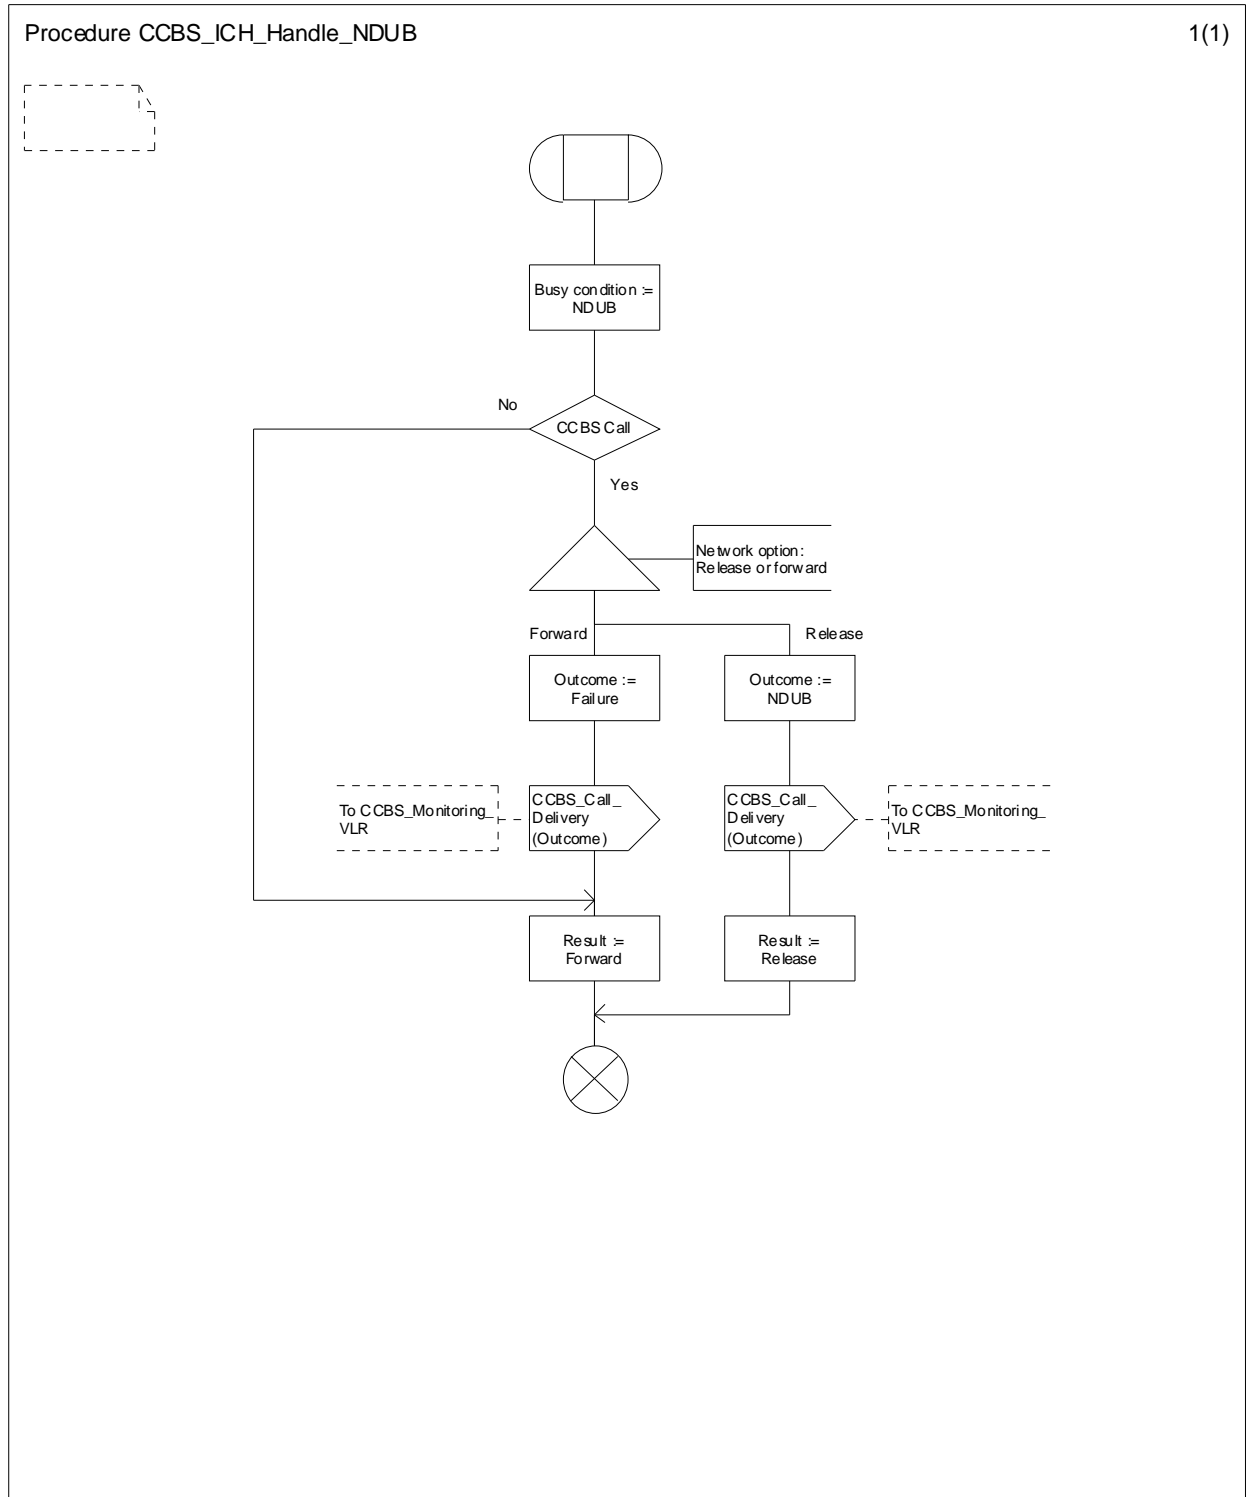 Procedure CCBS_ICH_Handle_NDUB
1(1)
Busy condition :=
NDUB
No
CCBS Call
Yes
Network option:
Release or forward
Forward
Release
Outcome :=
Failure
Outcome :=
NDUB
To CCBS_Monitoring_
VLR
CCBS_Call_
Delivery
(Outcome)
CCBS_Call_
Delivery
(Outcome)
To CCBS_Monitoring_
VLR
Result :=
Forward
Result :=
Release